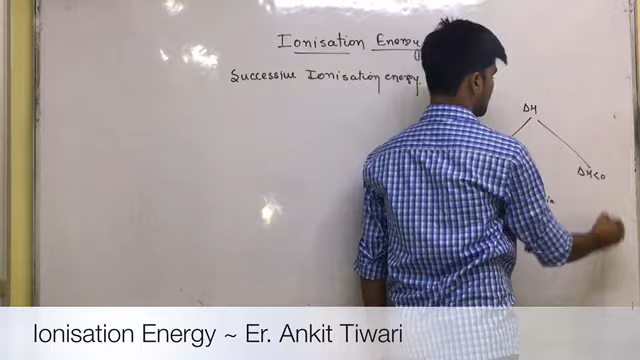 Ionisation Energy
Successive Ionisation energy.
ΔH
ΔH<0
Ionisation Energy ~ Er. Ankit Tiwari